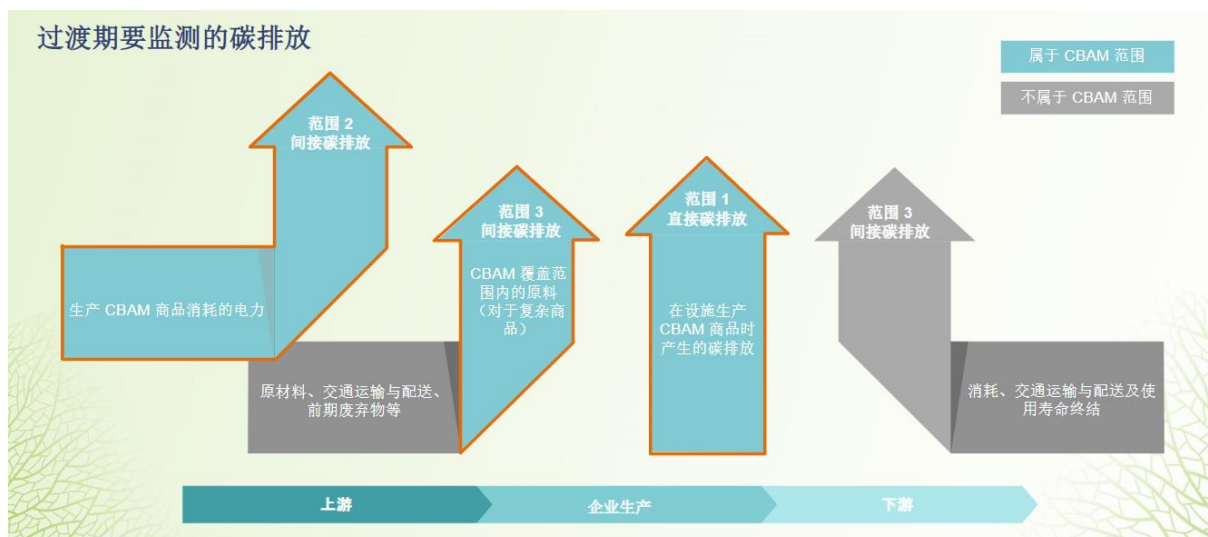 过渡期要监测的碳排放
属于 CBAM 范围
不属于 CBAM 范围
范围 2
间接碳排放
生产 CBAM 商品消耗的电力
范围 3
间接碳排放
CBAM 覆盖范
围内的原料
（对于复杂商
品）
原材料、交通运输与配送、
前期废弃物等
范围 1
直接碳排放
在设施生产
CBAM 商品时
产生的碳排放
范围 3
间接碳排放
消耗、交通运输与配送及使
用寿命终结
上游
企业生产
下游